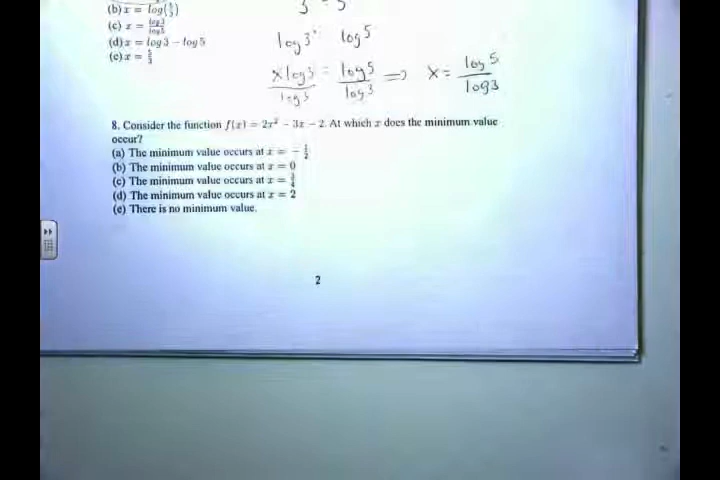 (b) x = log(5/3)
3ˣ = 5
(c) x = log3/log5
log 3ˣ = log 5
(d) x = log 3 − log 5
(e) x = 5/3
x log 3 / log 3 = log 5 / log 3 ⇒ x = log 5 / log 3
8. Consider the function f(x) = 2x² − 3x − 2. At which x does the minimum value
occur?
(a) The minimum value occurs at x = −1/2
(b) The minimum value occurs at x = 0
(c) The minimum value occurs at x = 3/4
(d) The minimum value occurs at x = 2
(e) There is no minimum value.
2